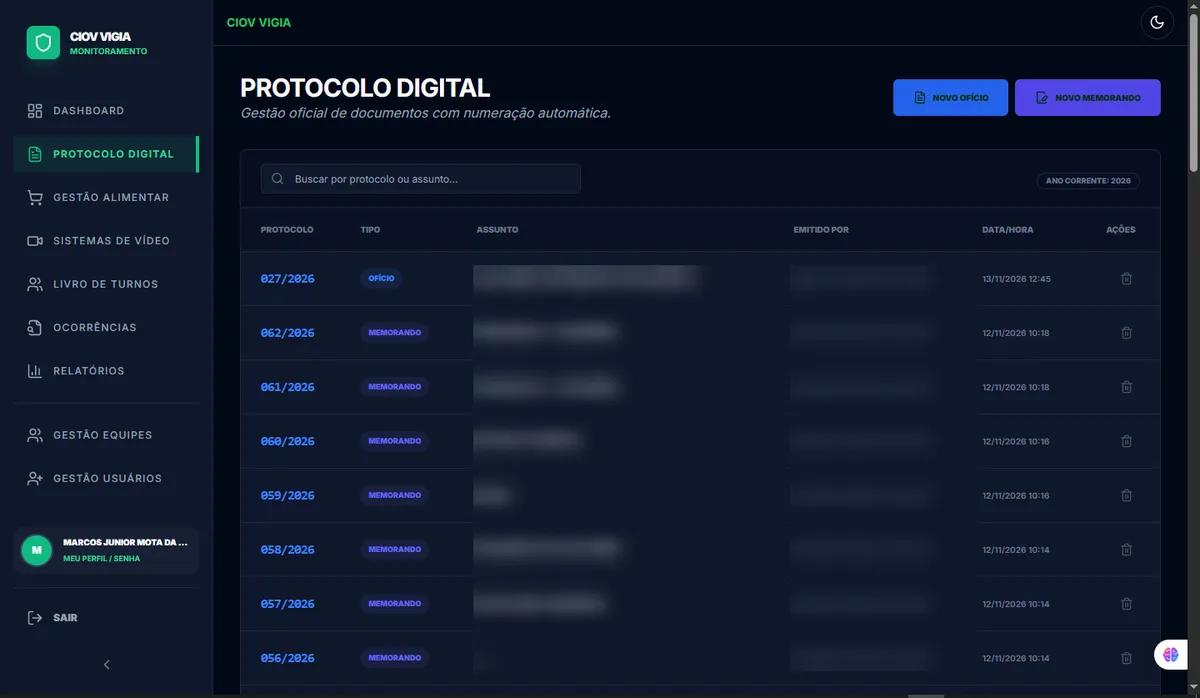 CIOV VIGIA
MONITORAMENTO
DASHBOARD
PROTOCOLO DIGITAL
GESTÃO ALIMENTAR
SISTEMAS DE VÍDEO
LIVRO DE TURNOS
OCORRÊNCIAS
RELATÓRIOS
GESTÃO EQUIPES
GESTÃO USUÁRIOS
M
MARCOS JUNIOR MOTA DA ...
MEU PERFIL / SENHA
SAIR
CIOV VIGIA
PROTOCOLO DIGITAL
Gestão oficial de documentos com numeração automática.
NOVO OFÍCIO
NOVO MEMORANDO
Buscar por protocolo ou assunto...
ANO CORRENTE: 2026
PROTOCOLO TIPO ASSUNTO EMITIDO POR DATA/HORA AÇÕES
027/2026 OFÍCIO 13/11/2026 12:45
062/2026 MEMORANDO 12/11/2026 10:18
061/2026 MEMORANDO 12/11/2026 10:18
060/2026 MEMORANDO 12/11/2026 10:16
059/2026 MEMORANDO 12/11/2026 10:16
058/2026 MEMORANDO 12/11/2026 10:14
057/2026 MEMORANDO 12/11/2026 10:14
056/2026 MEMORANDO 12/11/2026 10:14